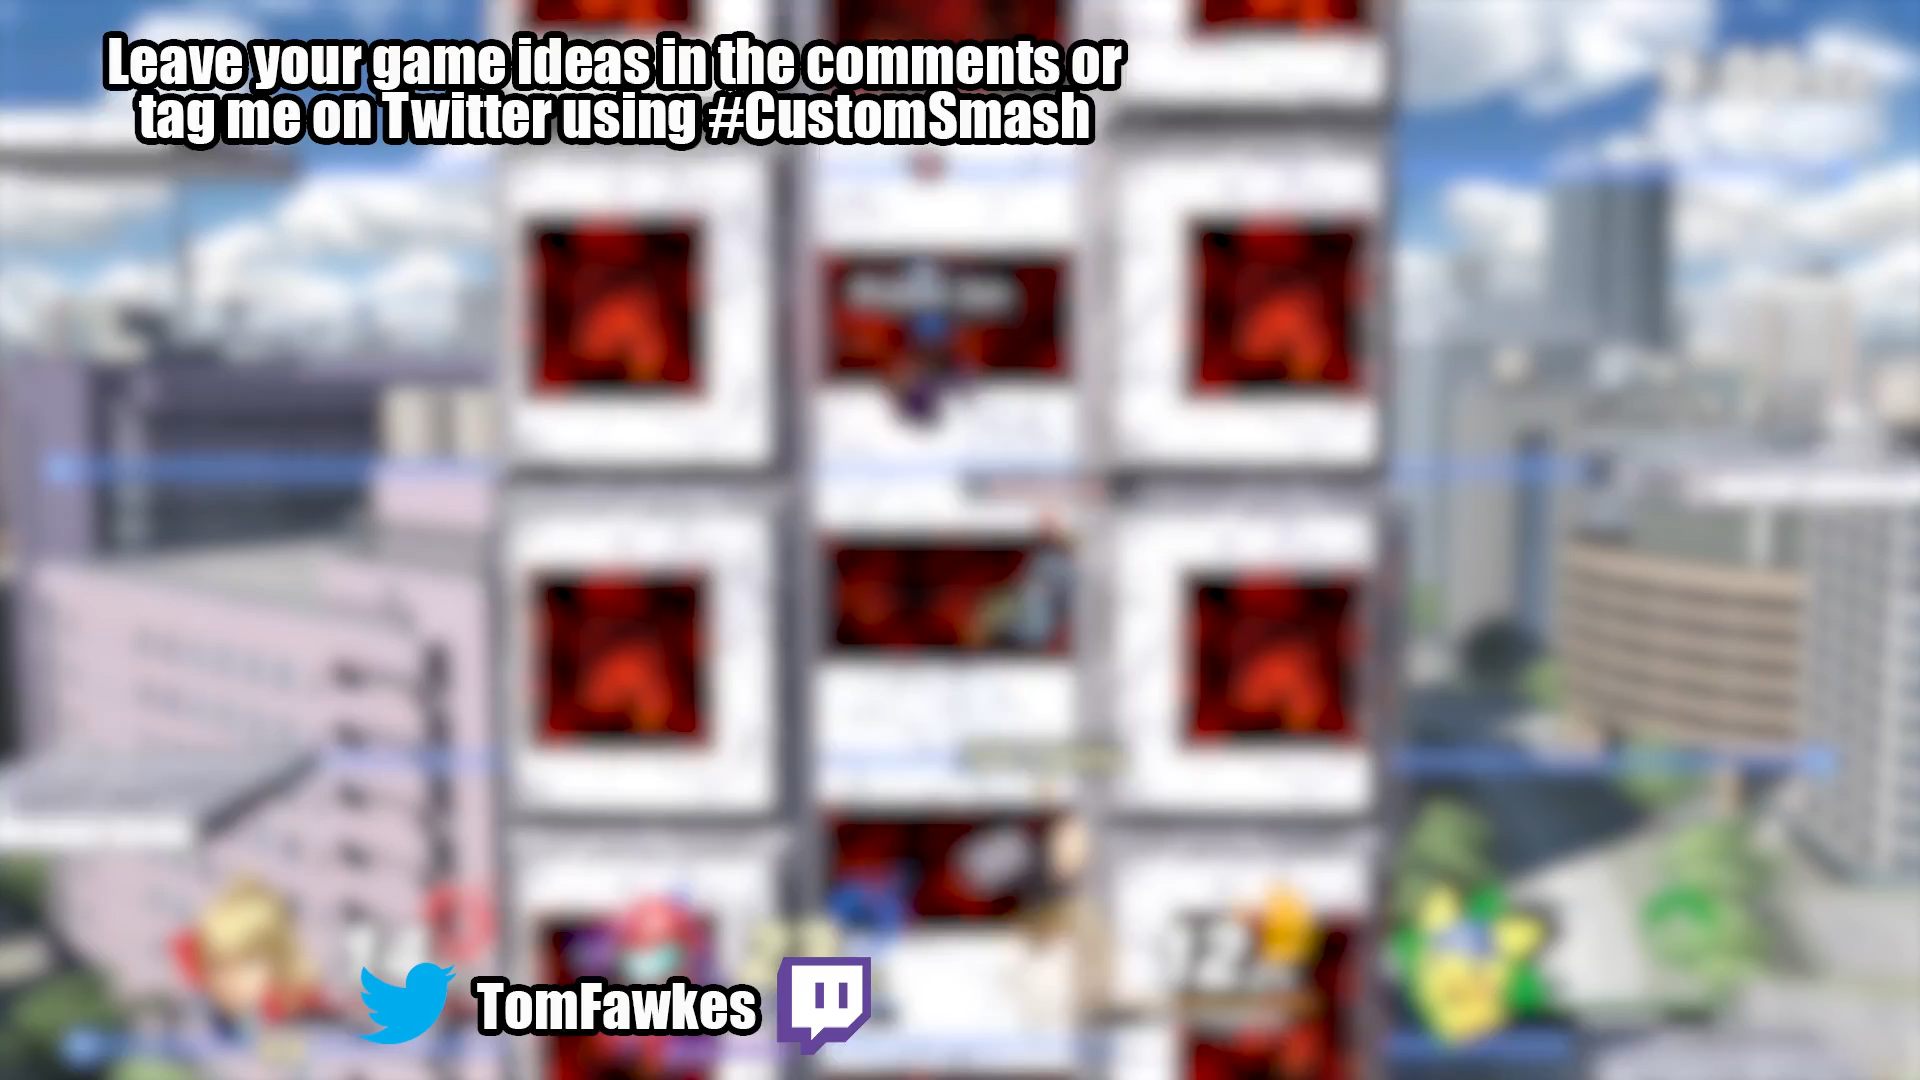 Leave your game ideas in the comments or
tag me on Twitter using #CustomSmash
TomFawkes